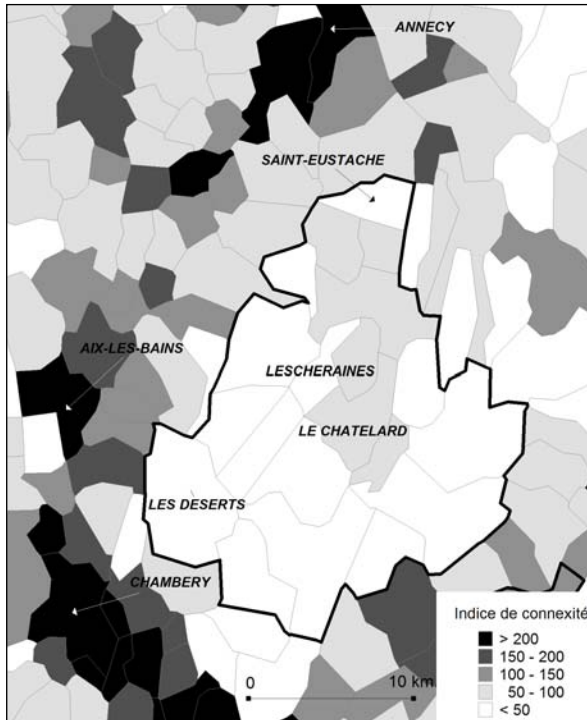 ANNECY
SAINT-EUSTACHE
AIX-LES-BAINS
LESCHERAINES
LE CHATELARD
LES DESERTS
CHAMBERY
Indice de connexité
> 200
150 - 200
100 - 150
50 - 100
< 50
0 10 km